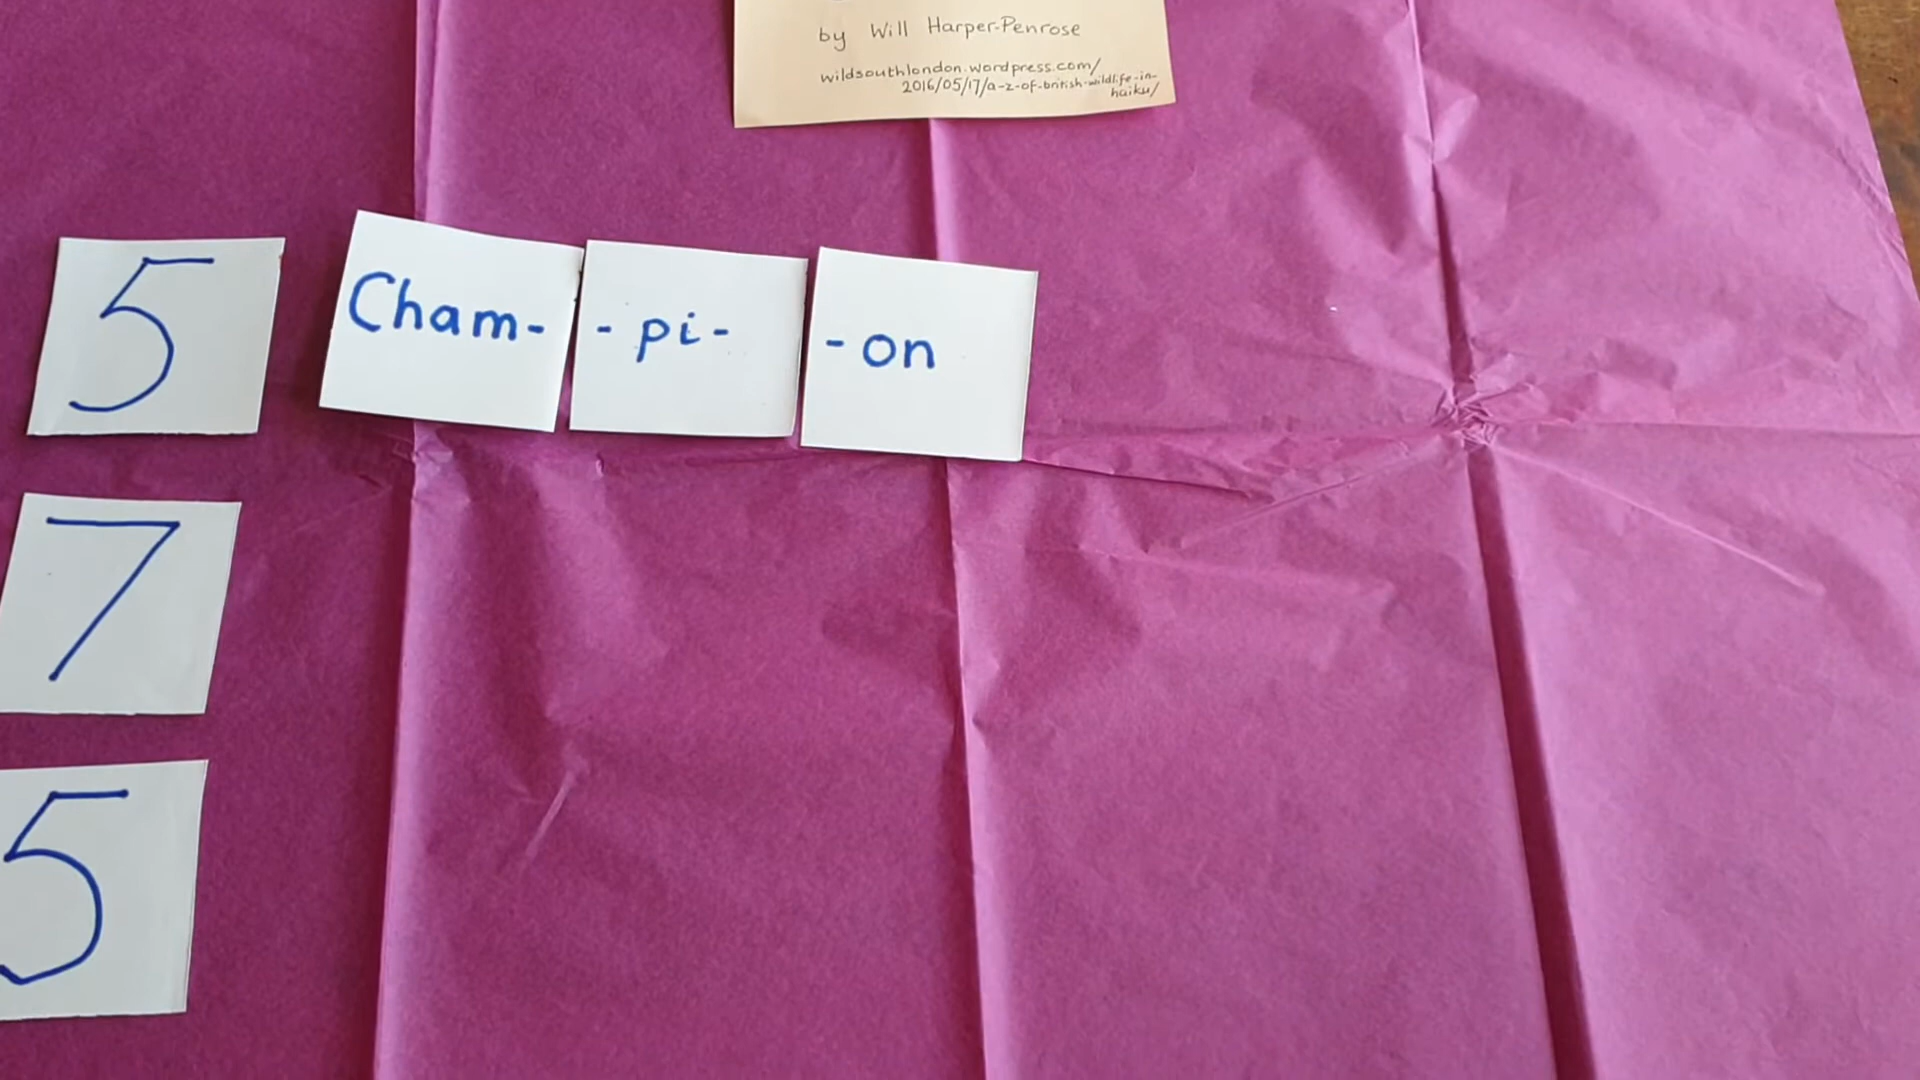 by Will Harper-Penrose
wildsouthlondon.wordpress.com/
2016/05/17/a-z-of-british-wildlife-in-
haiku/
5 Cham- -pi- -on
7
5